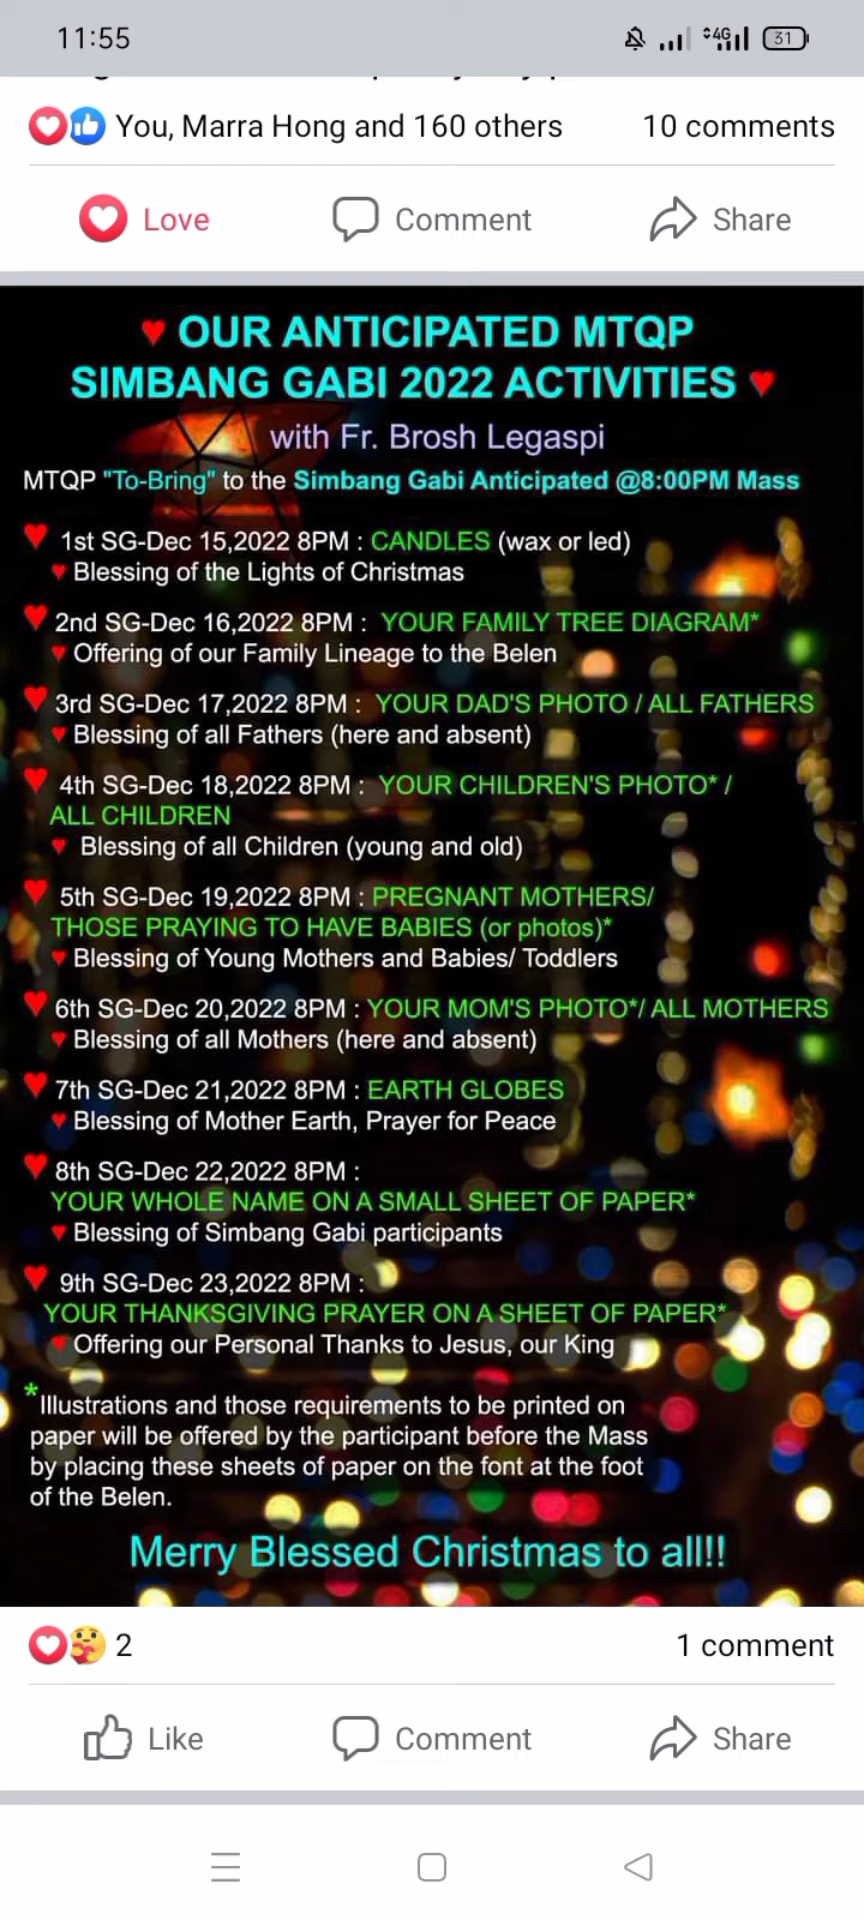 11:55
4G
31
You, Marra Hong and 160 others
10 comments
Love
Comment
Share
OUR ANTICIPATED MTQP
SIMBANG GABI 2022 ACTIVITIES
with Fr. Brosh Legaspi
MTQP "To-Bring" to the Simbang Gabi Anticipated @8:00PM Mass
1st SG-Dec 15,2022 8PM : CANDLES (wax or led)
Blessing of the Lights of Christmas
2nd SG-Dec 16,2022 8PM : YOUR FAMILY TREE DIAGRAM*
Offering of our Family Lineage to the Belen
3rd SG-Dec 17,2022 8PM : YOUR DAD'S PHOTO / ALL FATHERS
Blessing of all Fathers (here and absent)
4th SG-Dec 18,2022 8PM : YOUR CHILDREN'S PHOTO* /
ALL CHILDREN
Blessing of all Children (young and old)
5th SG-Dec 19,2022 8PM : PREGNANT MOTHERS/
THOSE PRAYING TO HAVE BABIES (or photos)*
Blessing of Young Mothers and Babies/ Toddlers
6th SG-Dec 20,2022 8PM : YOUR MOM'S PHOTO*/ ALL MOTHERS
Blessing of all Mothers (here and absent)
7th SG-Dec 21,2022 8PM : EARTH GLOBES
Blessing of Mother Earth, Prayer for Peace
8th SG-Dec 22,2022 8PM :
YOUR WHOLE NAME ON A SMALL SHEET OF PAPER*
Blessing of Simbang Gabi participants
9th SG-Dec 23,2022 8PM :
YOUR THANKSGIVING PRAYER ON A SHEET OF PAPER*
Offering our Personal Thanks to Jesus, our King
*Illustrations and those requirements to be printed on
paper will be offered by the participant before the Mass
by placing these sheets of paper on the font at the foot
of the Belen.
Merry Blessed Christmas to all!!
2
1 comment
Like
Comment
Share